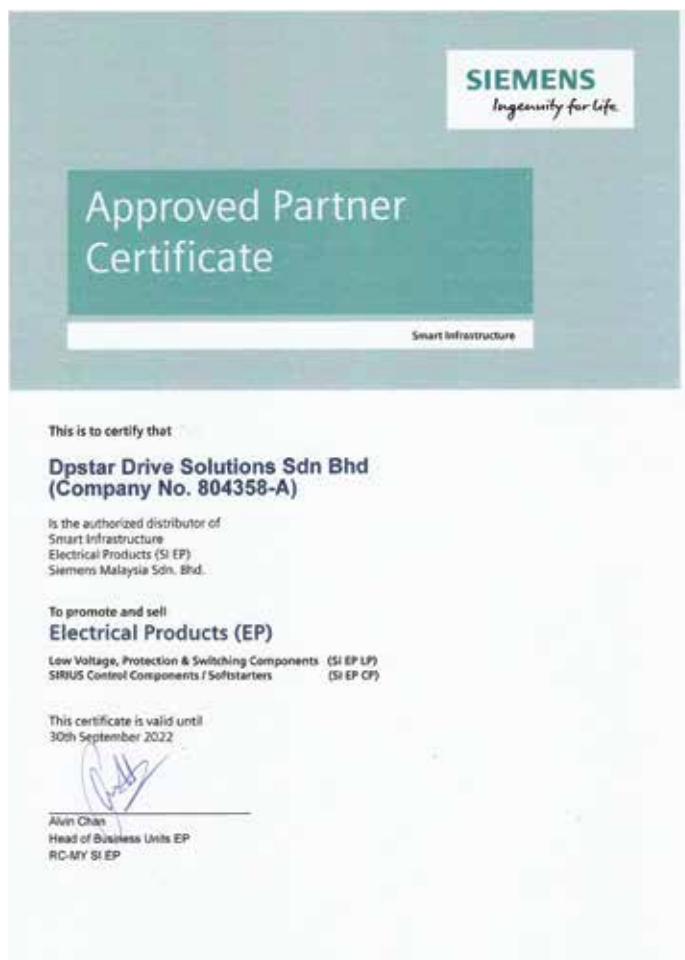 SIEMENS
Ingenuity for life
Approved Partner
Certificate
Smart Infrastructure
This is to certify that
Dpstar Drive Solutions Sdn Bhd
(Company No. 804358-A)
Is the authorized distributor of
Smart Infrastructure
Electrical Products (SI EP)
Siemens Malaysia Sdn. Bhd.
To promote and sell
Electrical Products (EP)
Low Voltage, Protection & Switching Components (SI EP LP)
SIRIUS Control Components / Softstarters (SI EP CP)
This certificate is valid until
30th September 2022
Alvin Chan
Head of Business Units EP
RC-MY SI EP